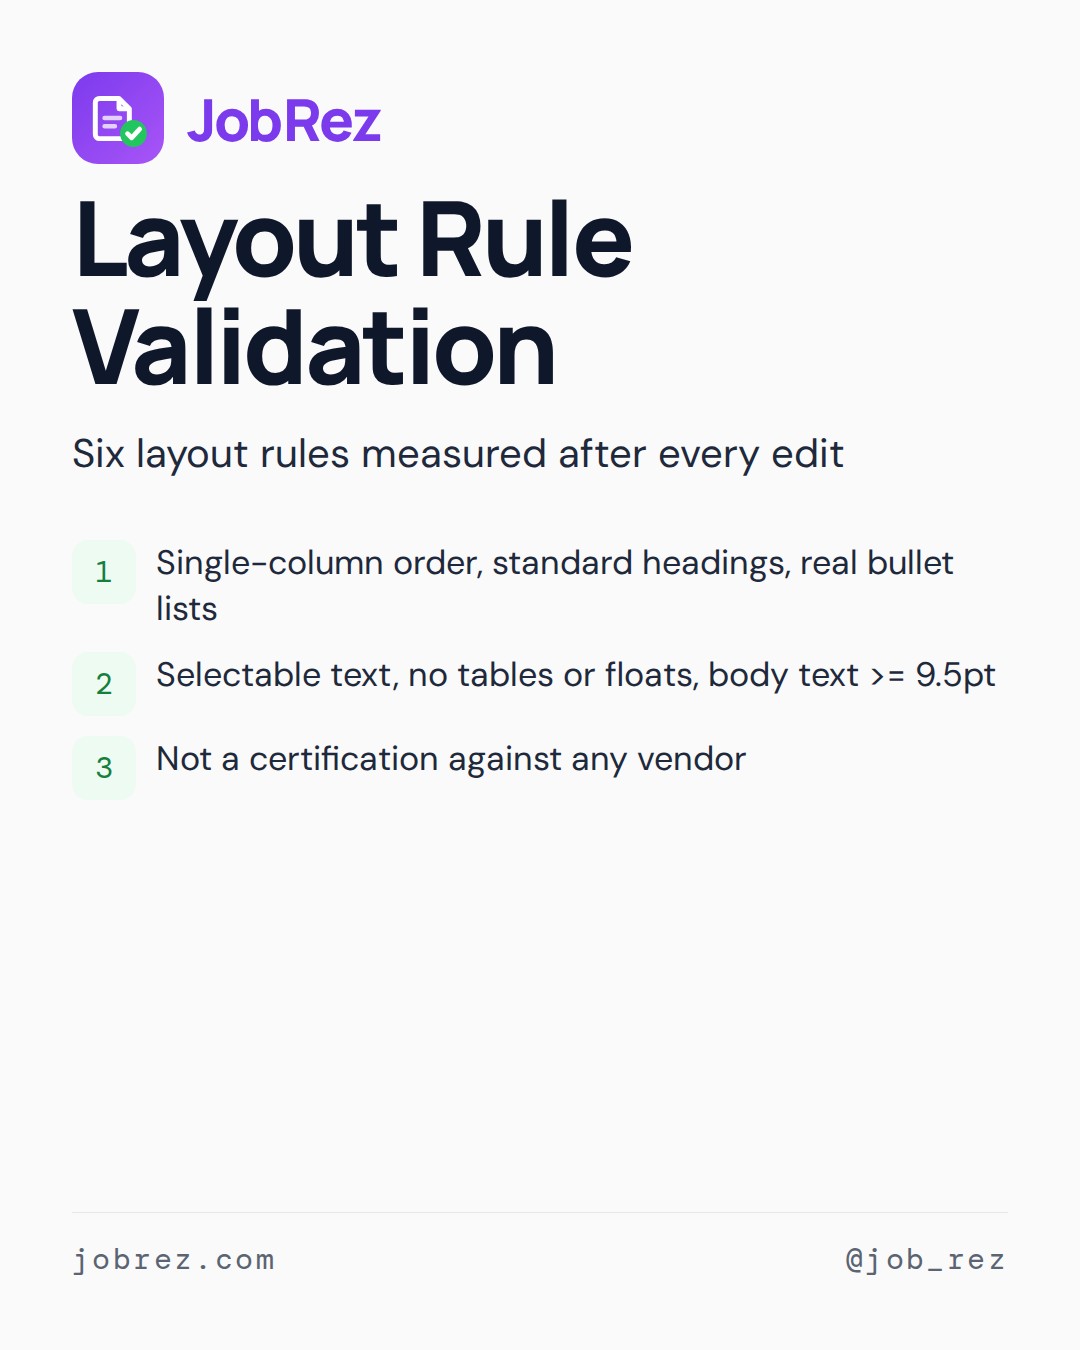 JobRez
Layout Rule
Validation
Six layout rules measured after every edit
1 Single-column order, standard headings, real bullet
lists
2 Selectable text, no tables or floats, body text >= 9.5pt
3 Not a certification against any vendor
jobrez.com @job_rez